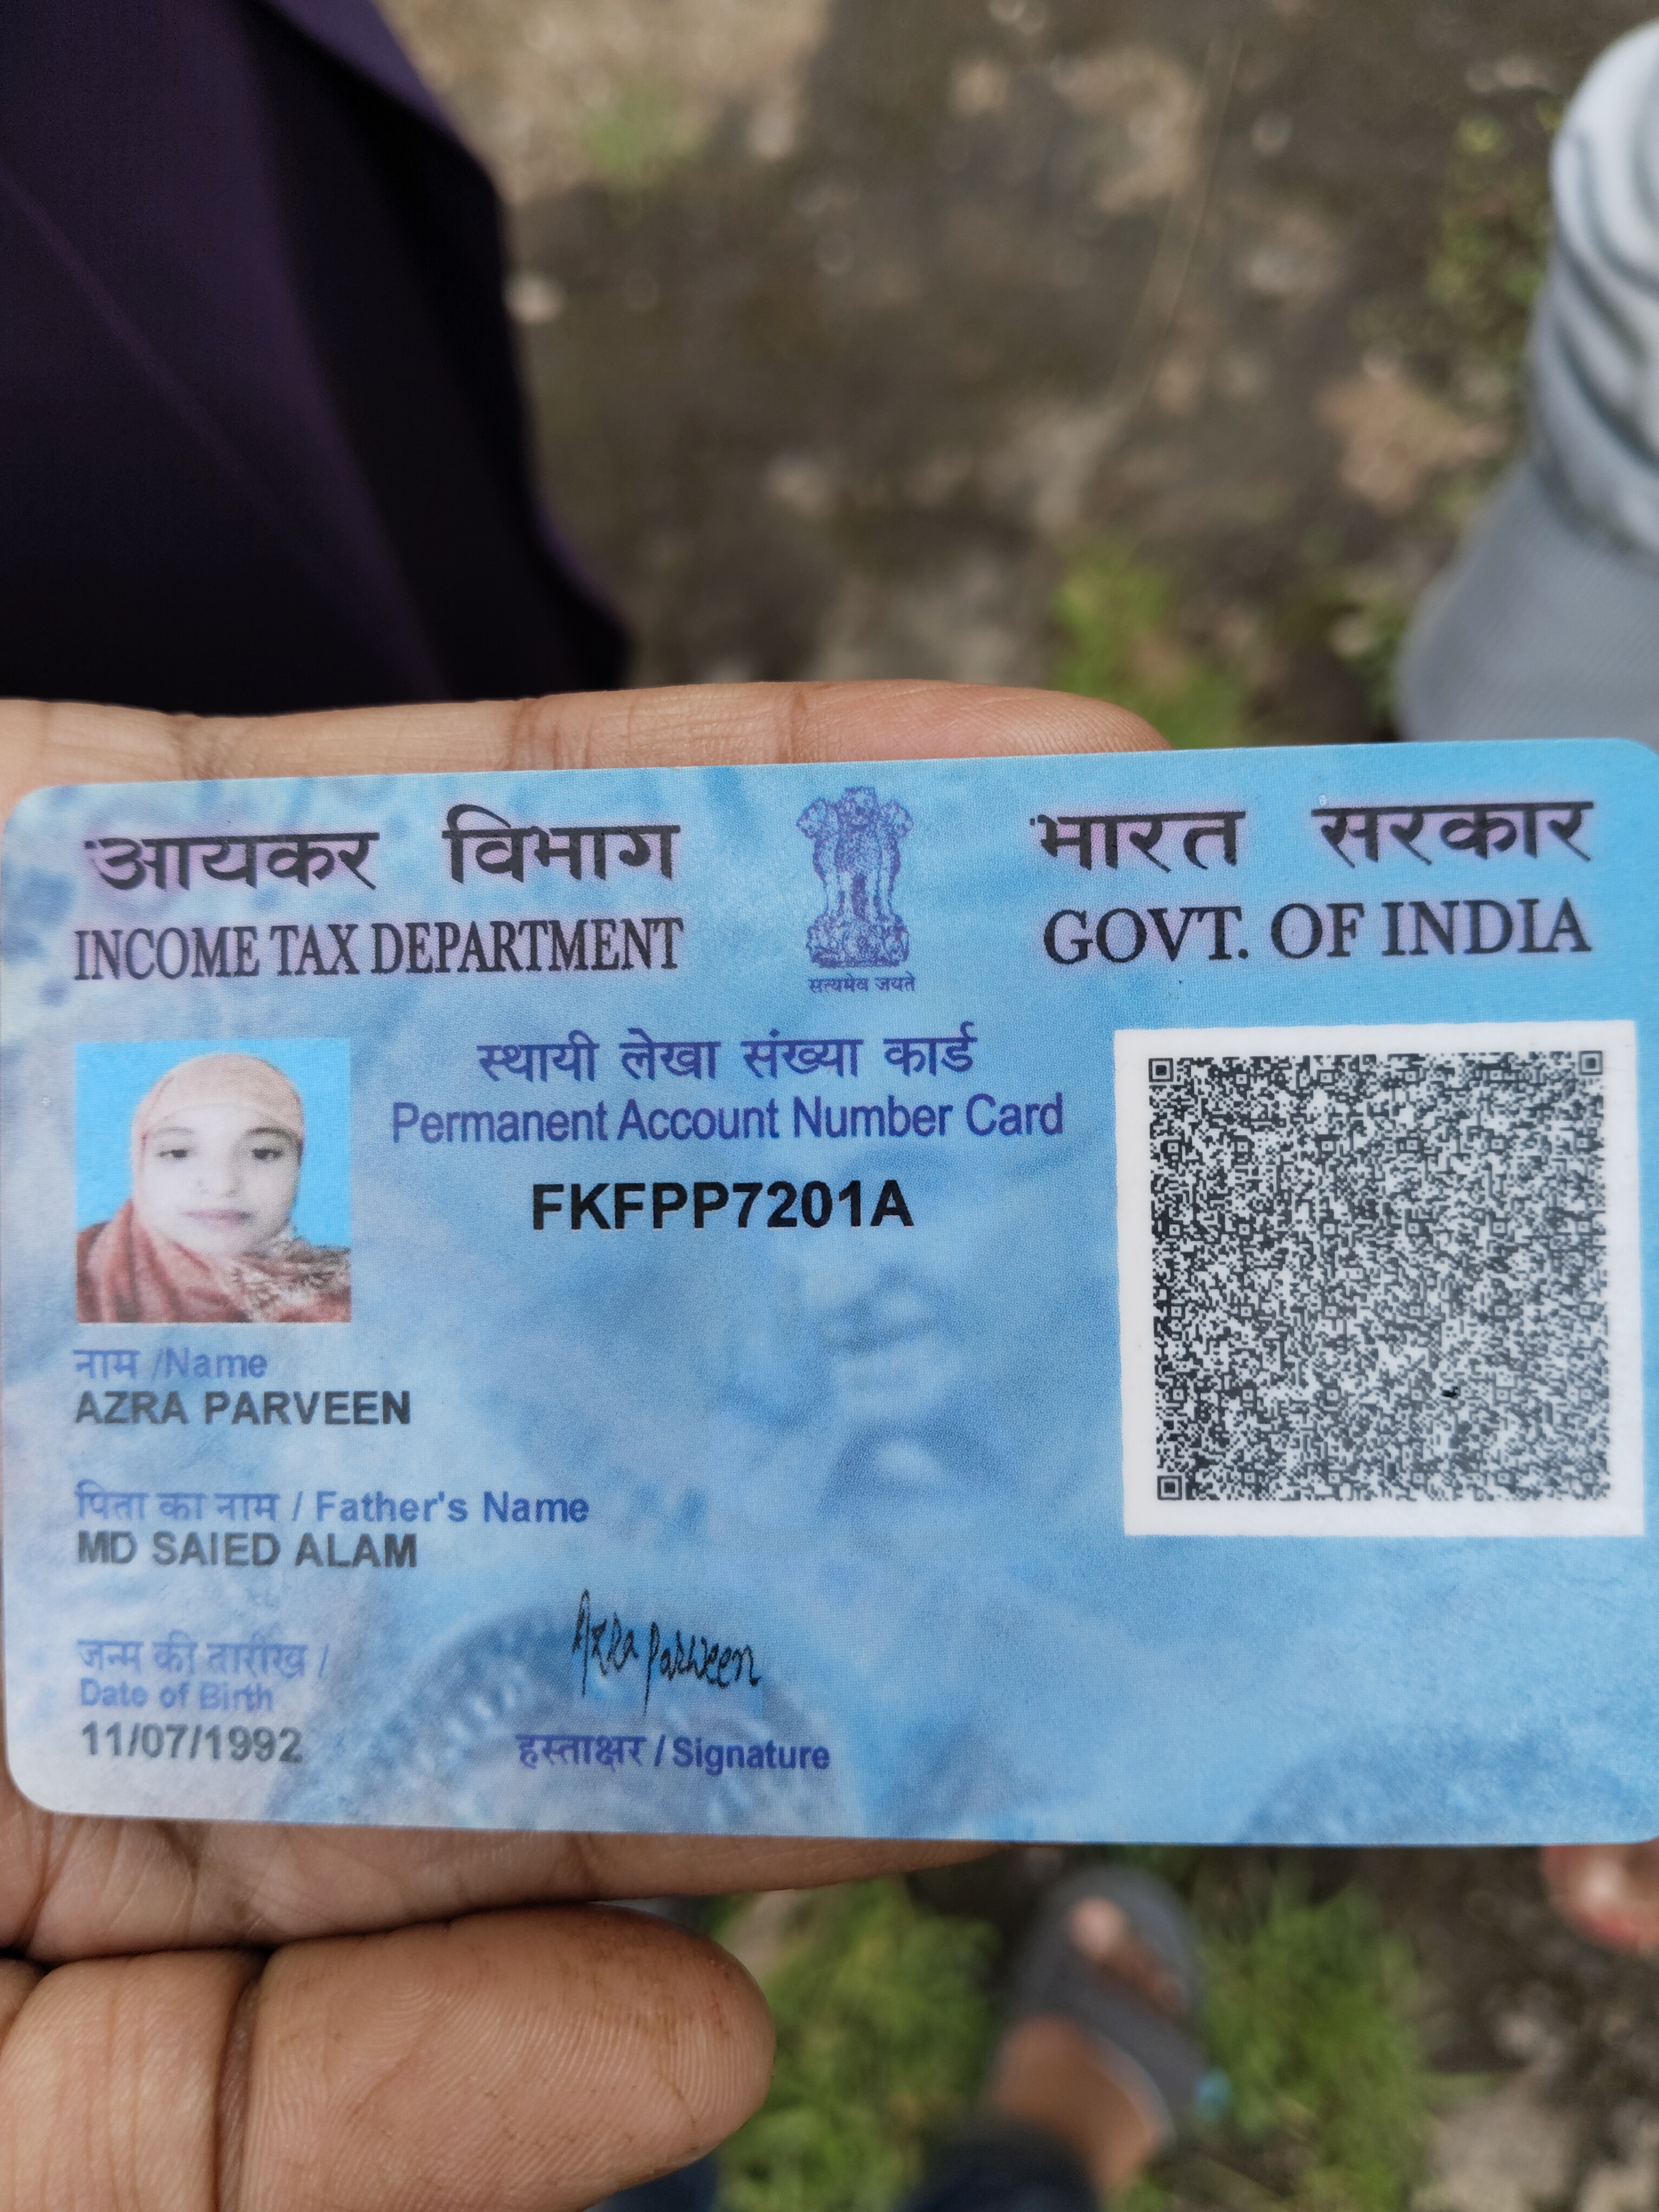 आयकर विभाग
INCOME TAX DEPARTMENT
सत्यमेव जयते
भारत सरकार
GOVT. OF INDIA
स्थायी लेखा संख्या कार्ड
Permanent Account Number Card
FKFPP7201A
नाम /Name
AZRA PARVEEN
पिता का नाम / Father's Name
MD SAIED ALAM
जन्म की तारीख /
Date of Birth
11/07/1992
Azra Parween
हस्ताक्षर / Signature